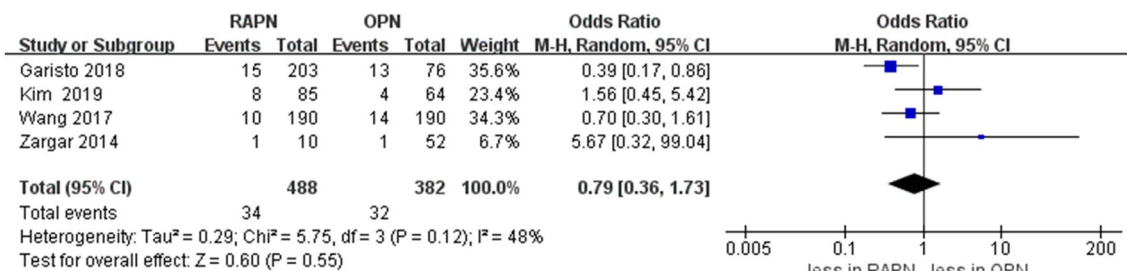 RAPN OPN Odds Ratio Odds Ratio
Study or Subgroup Events Total Events Total Weight M-H, Random, 95% CI M-H, Random, 95% CI
Garisto 2018 15 203 13 76 35.6% 0.39 [0.17, 0.86]
Kim 2019 8 85 4 64 23.4% 1.56 [0.45, 5.42]
Wang 2017 10 190 14 190 34.3% 0.70 [0.30, 1.61]
Zargar 2014 1 10 1 52 6.7% 5.67 [0.32, 99.04]
Total (95% CI) 488 382 100.0% 0.79 [0.36, 1.73]
Total events 34 32
Heterogeneity: Tau² = 0.29; Chi² = 5.75, df = 3 (P = 0.12); I² = 48%
Test for overall effect: Z = 0.60 (P = 0.55)
0.005 0.1 1 10 200
less in RAPN less in OPN